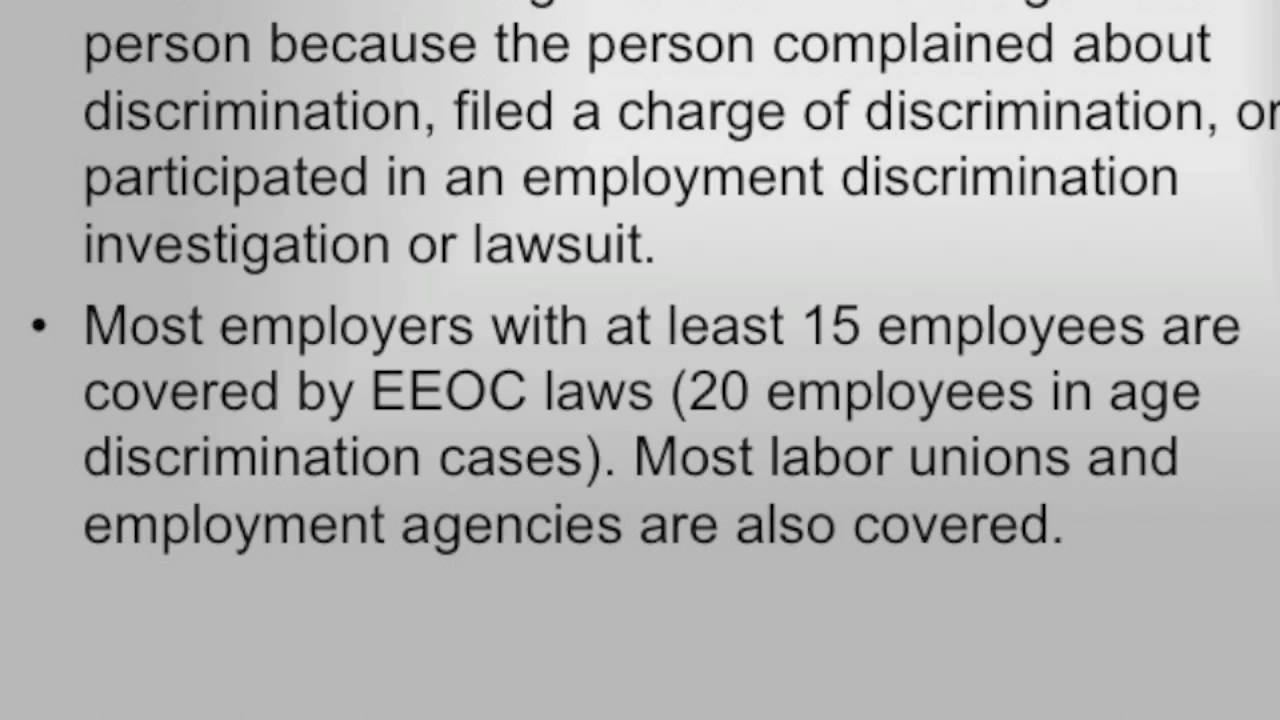 person because the person complained about
discrimination, filed a charge of discrimination, or
participated in an employment discrimination
investigation or lawsuit.
• Most employers with at least 15 employees are
covered by EEOC laws (20 employees in age
discrimination cases). Most labor unions and
employment agencies are also covered.